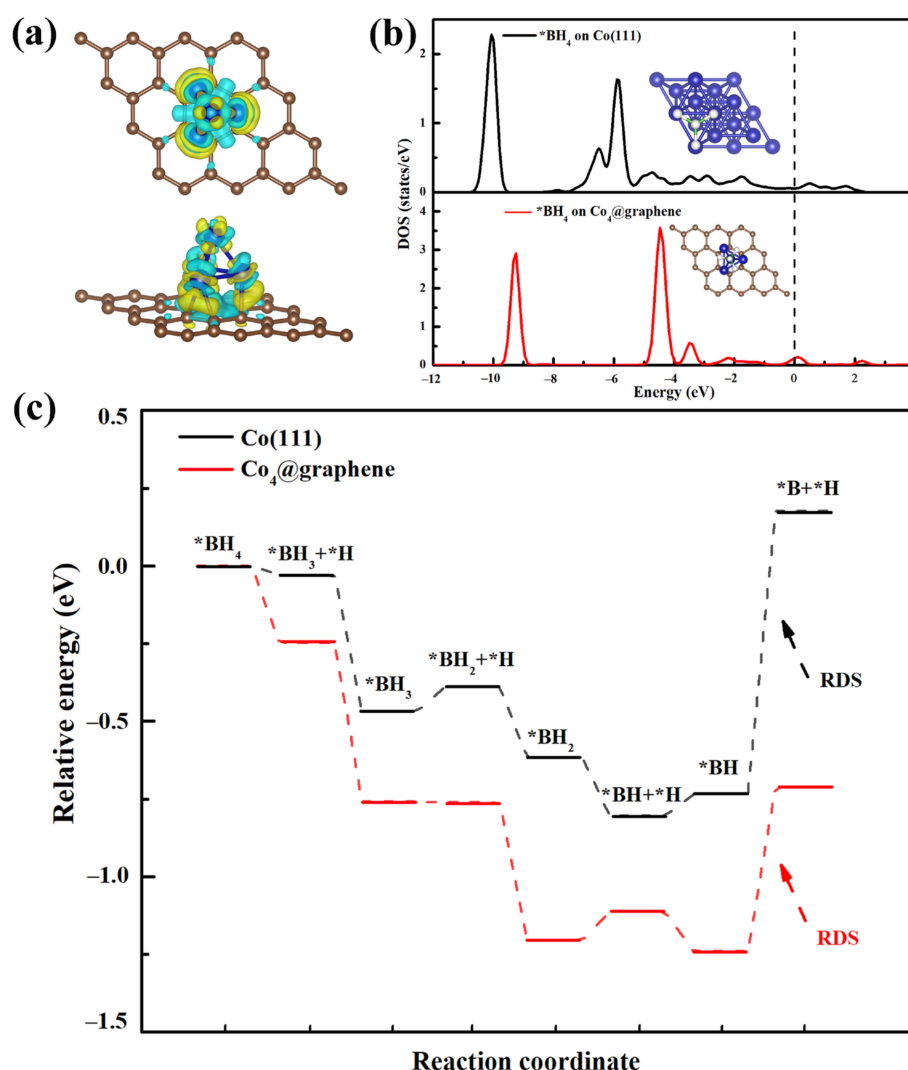 (a)
(b)
*BH₄ on Co(111)
2
1
0
*BH₄ on Co₄@graphene
4
3
2
1
0
DOS (states/eV)
−12 −10 −8 −6 −4 −2 0 2
Energy (eV)
(c)
Co(111)
Co₄@graphene
0.5
0.0
−0.5
−1.0
−1.5
Relative energy (eV)
*BH₄
*BH₃+*H
*BH₃
*BH₂+*H
*BH₂
*BH+*H
*BH
*B+*H
RDS
RDS
Reaction coordinate